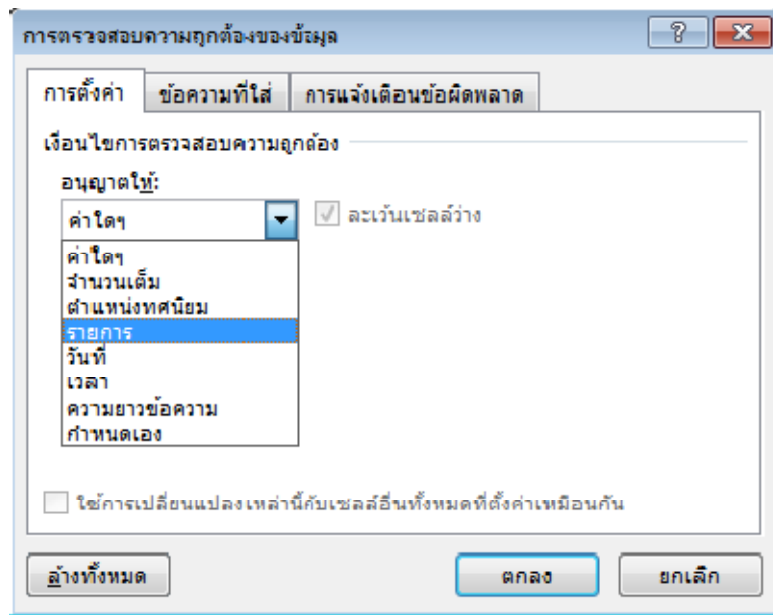 การตรวจสอบความถูกต้องของข้อมูล
การตั้งค่า ข้อความที่ใส่ การแจ้งเตือนข้อผิดพลาด
เงื่อนไขการตรวจสอบความถูกต้อง
อนุญาตให้:
ค่าใดๆ ละเว้นเซลล์ว่าง
ค่าใดๆ
จำนวนเต็ม
ตำแหน่งทศนิยม
รายการ
วันที่
เวลา
ความยาวข้อความ
กำหนดเอง
ใช้การเปลี่ยนแปลงเหล่านี้กับเซลล์อื่นทั้งหมดที่ตั้งค่าเหมือนกัน
ล้างทั้งหมด ตกลง ยกเลิก